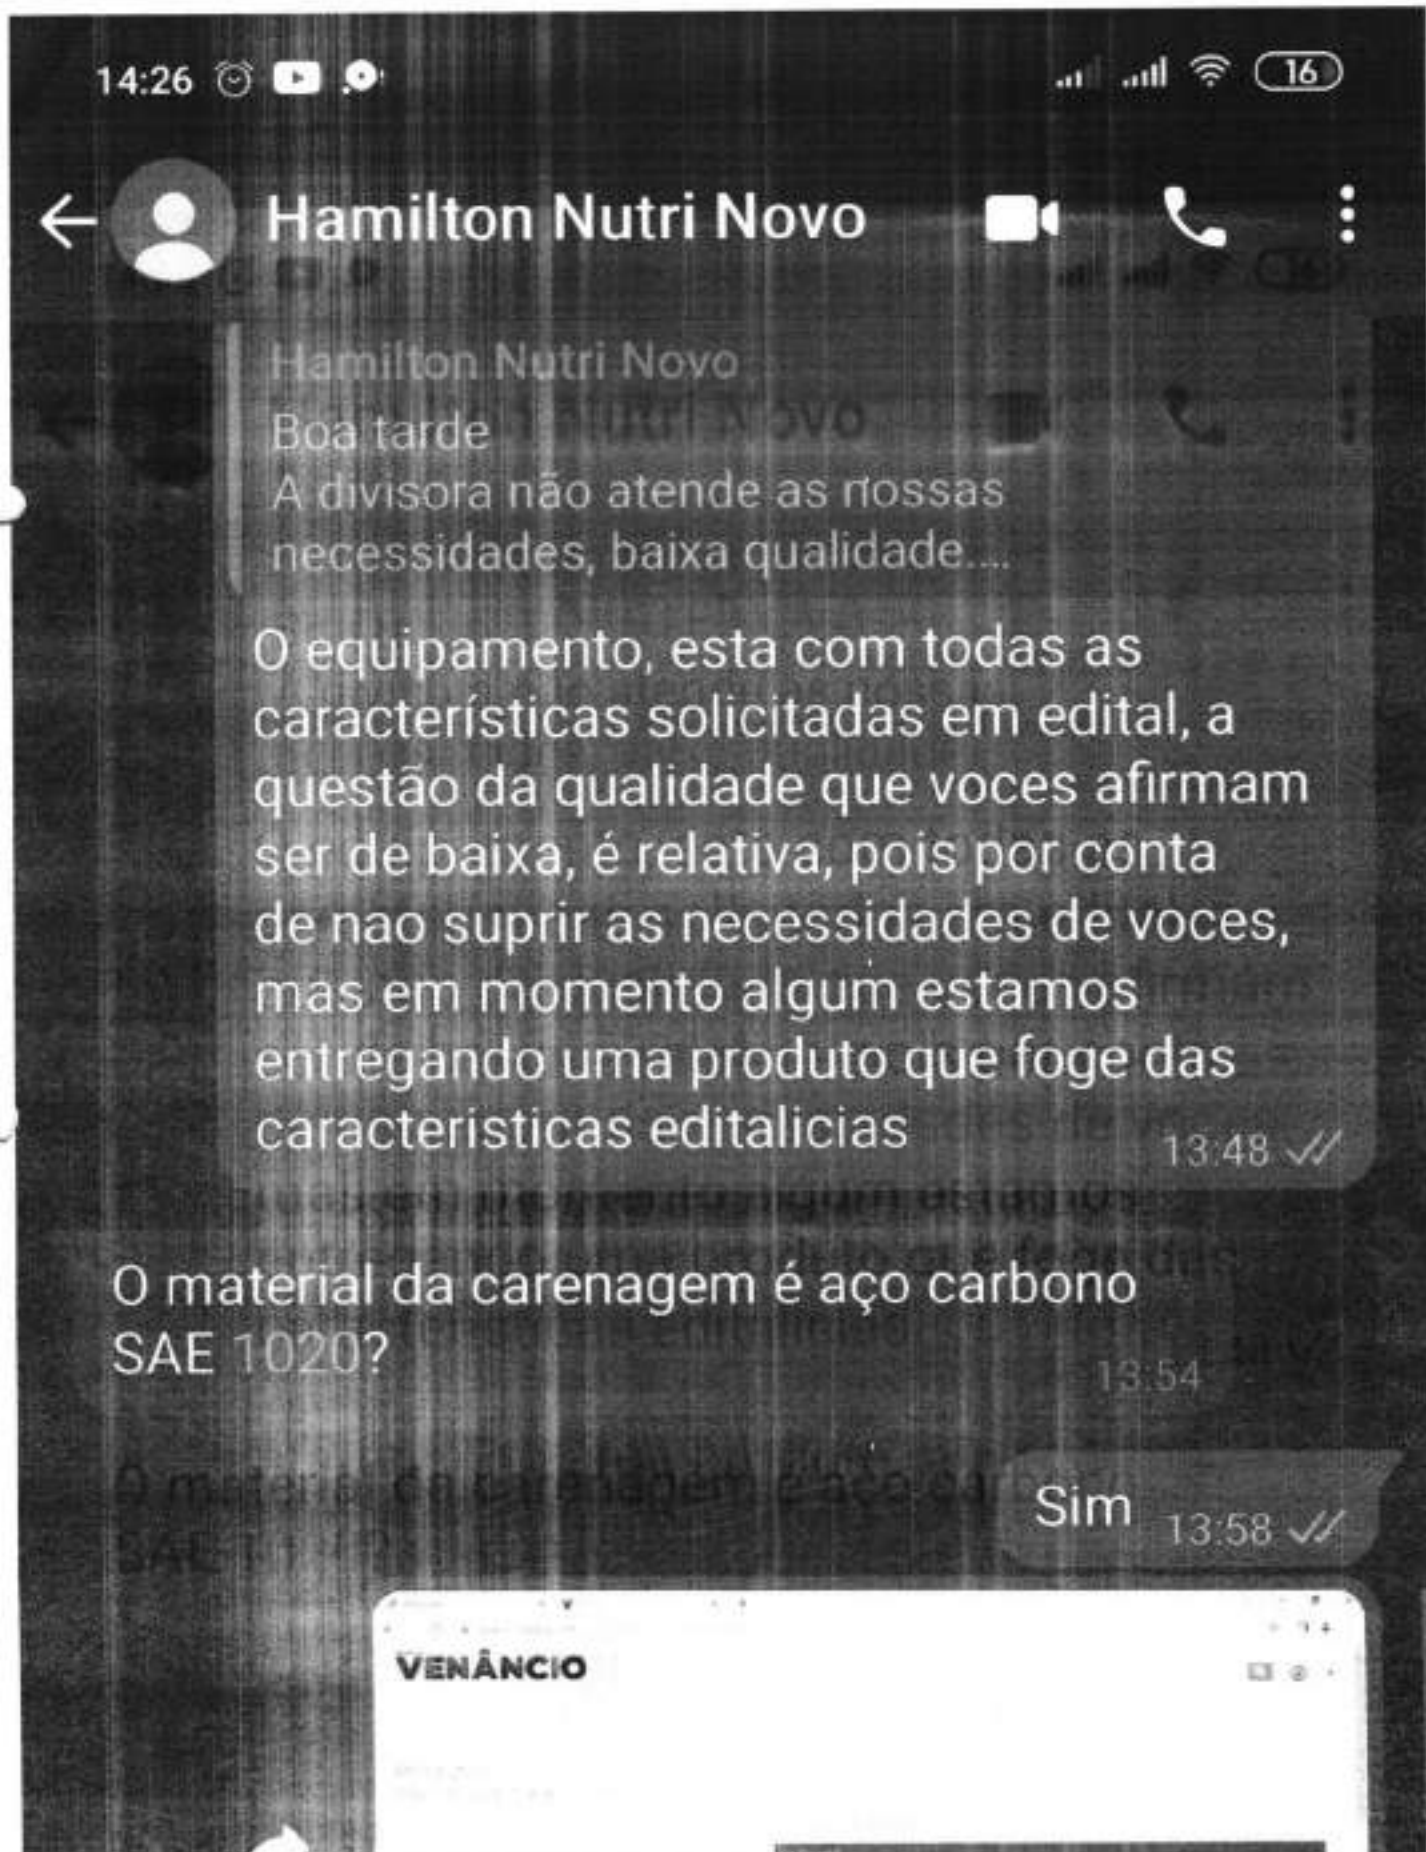 14:26
16
Hamilton Nutri Novo
Hamilton Nutri Novo
Boa tarde
A divisora não atende as nossas
necessidades, baixa qualidade....
O equipamento, esta com todas as
características solicitadas em edital, a
questão da qualidade que voces afirmam
ser de baixa, é relativa, pois por conta
de nao suprir as necessidades de voces,
mas em momento algum estamos
entregando uma produto que foge das
caracteristicas editalicias
13:48
O material da carenagem é aço carbono
SAE 1020?
13:54
Sim
13:58
VENÂNCIO